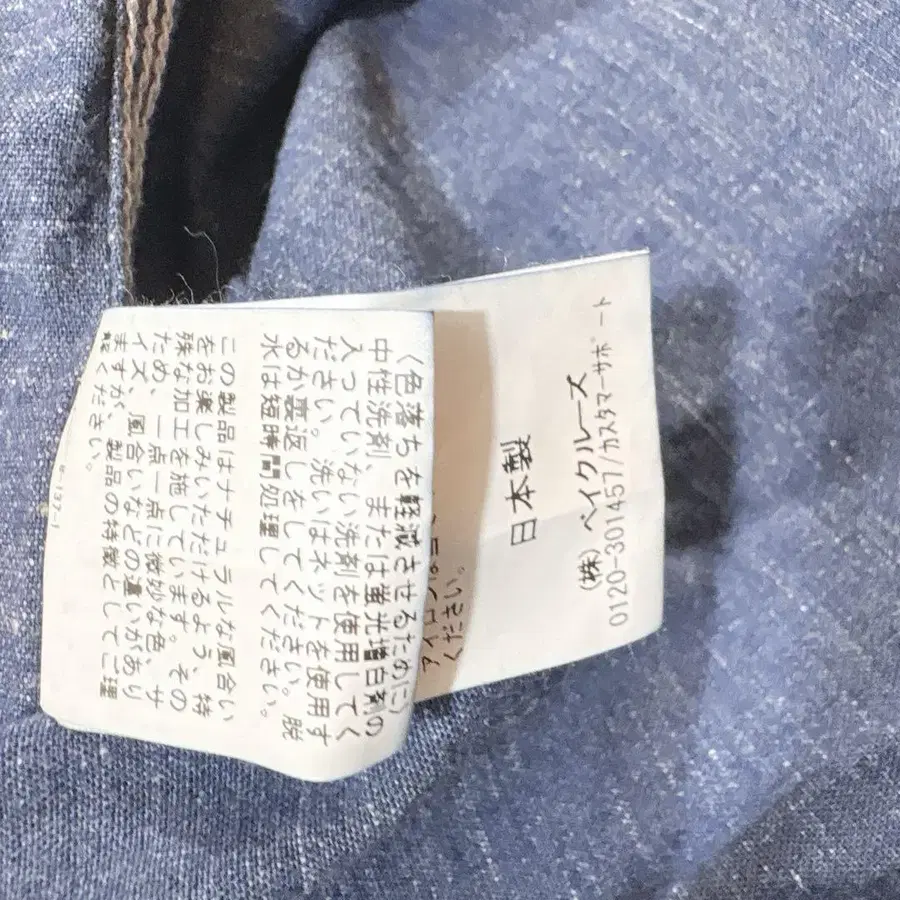 〈色落ちを軽減させるために〉
中性洗剤、または蛍光増白剤の
入っていない洗剤を使用してく
ださい。洗いはネットを使用す
るか裏返しをしてください。脱
水は短時間処理してください。
この製品はナチュラルな風合い
をお楽しみいただけるよう、特
殊な加工を施しています。その
ため、一点一点に微妙な色、サ
イズ、風合いなどの違いがあり
ますが、製品の特徴としてご理
解ください。
アイロンは
ください。
日本製
(株) ベイクルーズ
0120-301457/カスタマーサポート